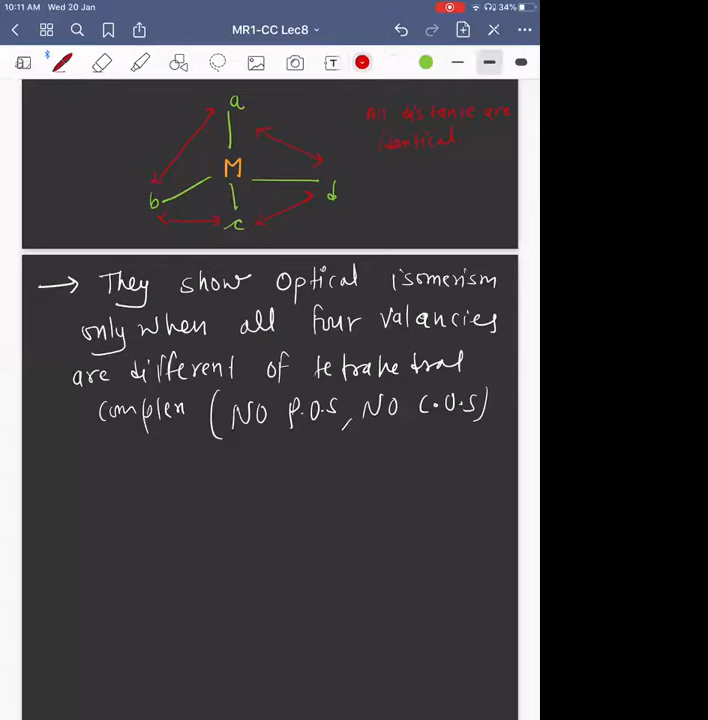 10:11 AM Wed 20 Jan
34%
MR1-CC Lec8
T
a
All distance are
identical.
M
b
d
c
→ They show Optical isomerism
only when all four valancies
are different of tetrahedral
complex (NO P.O.S, NO C.O.S)